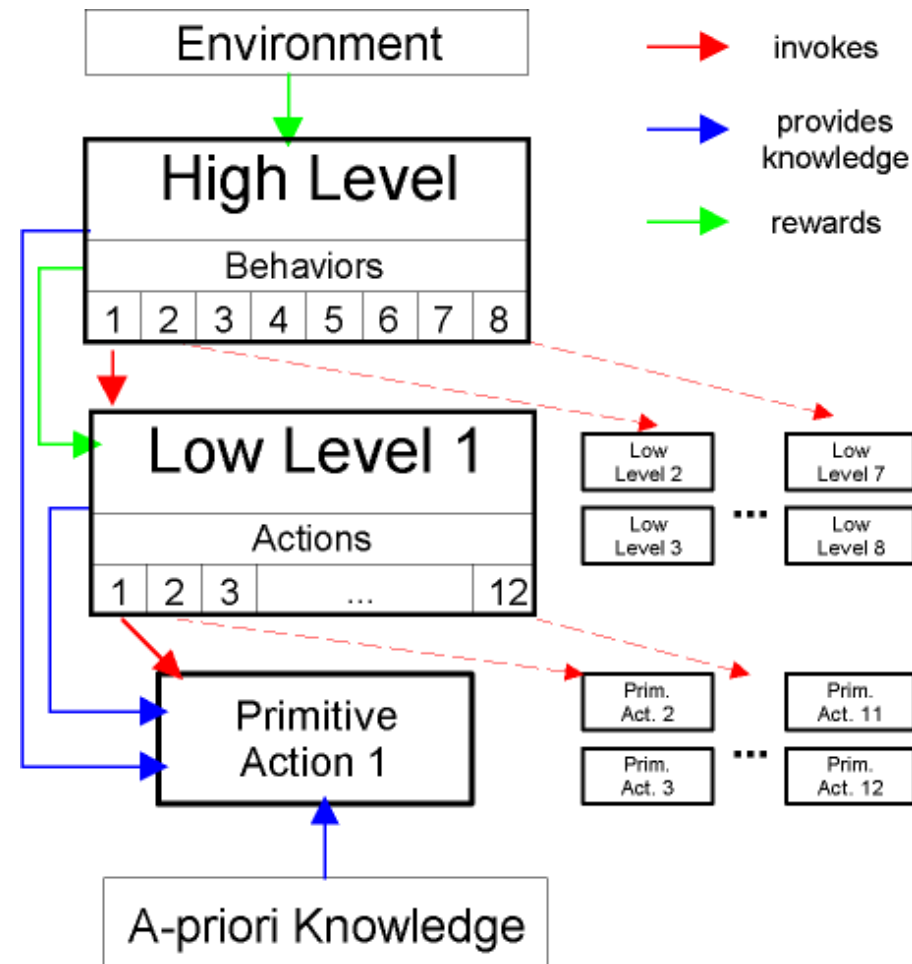 Environment
invokes
provides
knowledge
rewards
High Level
Behaviors
1 2 3 4 5 6 7 8
Low Level 1
Actions
1 2 3 ... 12
Low
Level 2
Low
Level 7
...
Low
Level 3
Low
Level 8
Primitive
Action 1
Prim.
Act. 2
Prim.
Act. 11
...
Prim.
Act. 3
Prim.
Act. 12
A-priori Knowledge